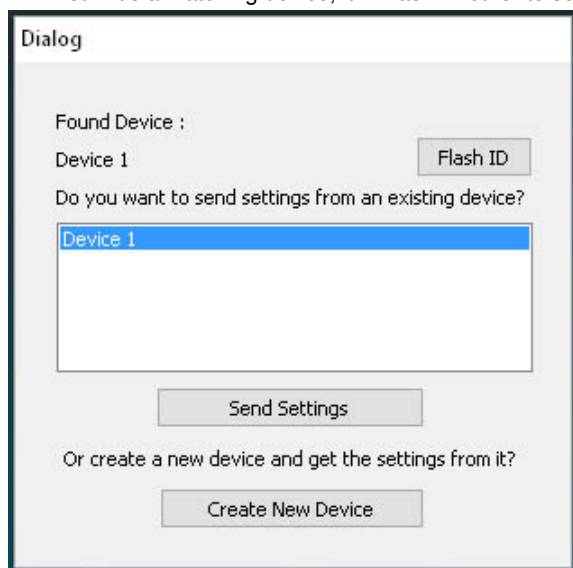 Dialog
Found Device :
Device 1
Flash ID
Do you want to send settings from an existing device?
Device 1
Send Settings
Or create a new device and get the settings from it?
Create New Device